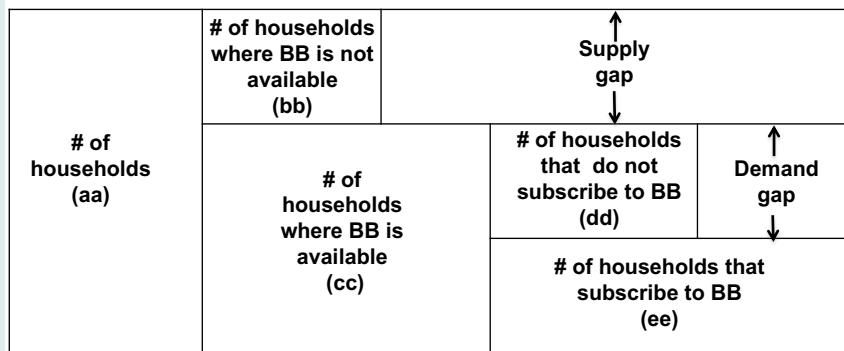 # of
households
(aa)
# of households
where BB is not
available
(bb)
Supply
gap
# of
households
where BB is
available
(cc)
# of households
that do not
subscribe to BB
(dd)
Demand
gap
# of households that
subscribe to BB
(ee)